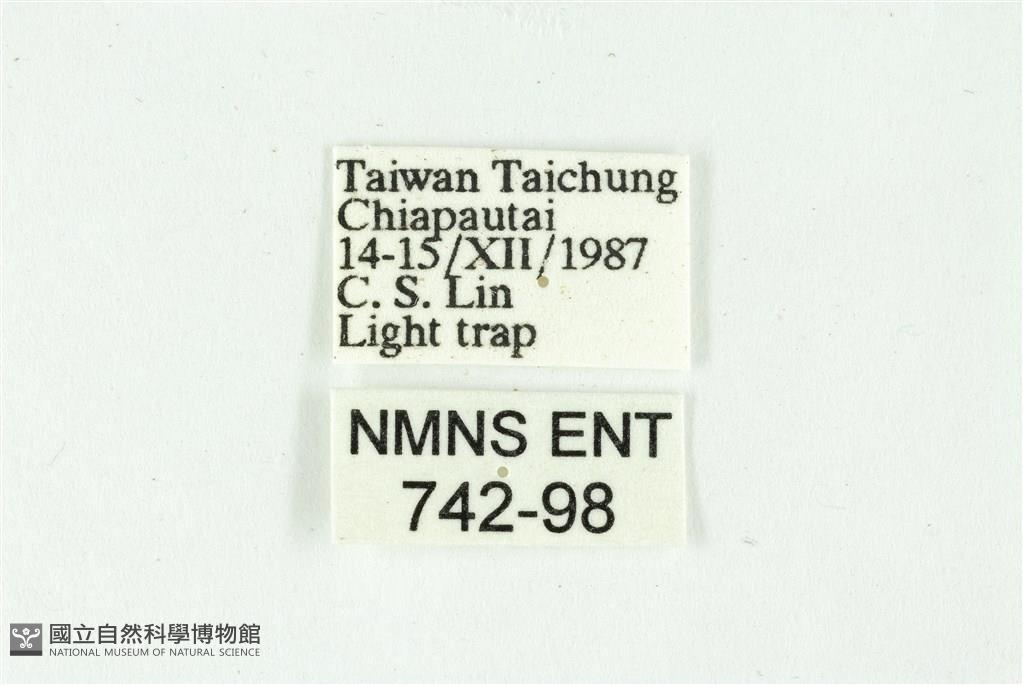 Taiwan Taichung
Chiapautai
14-15/XII/1987
C. S. Lin
Light trap
NMNS ENT
742-98
國立自然科學博物館
NATIONAL MUSEUM OF NATURAL SCIENCE